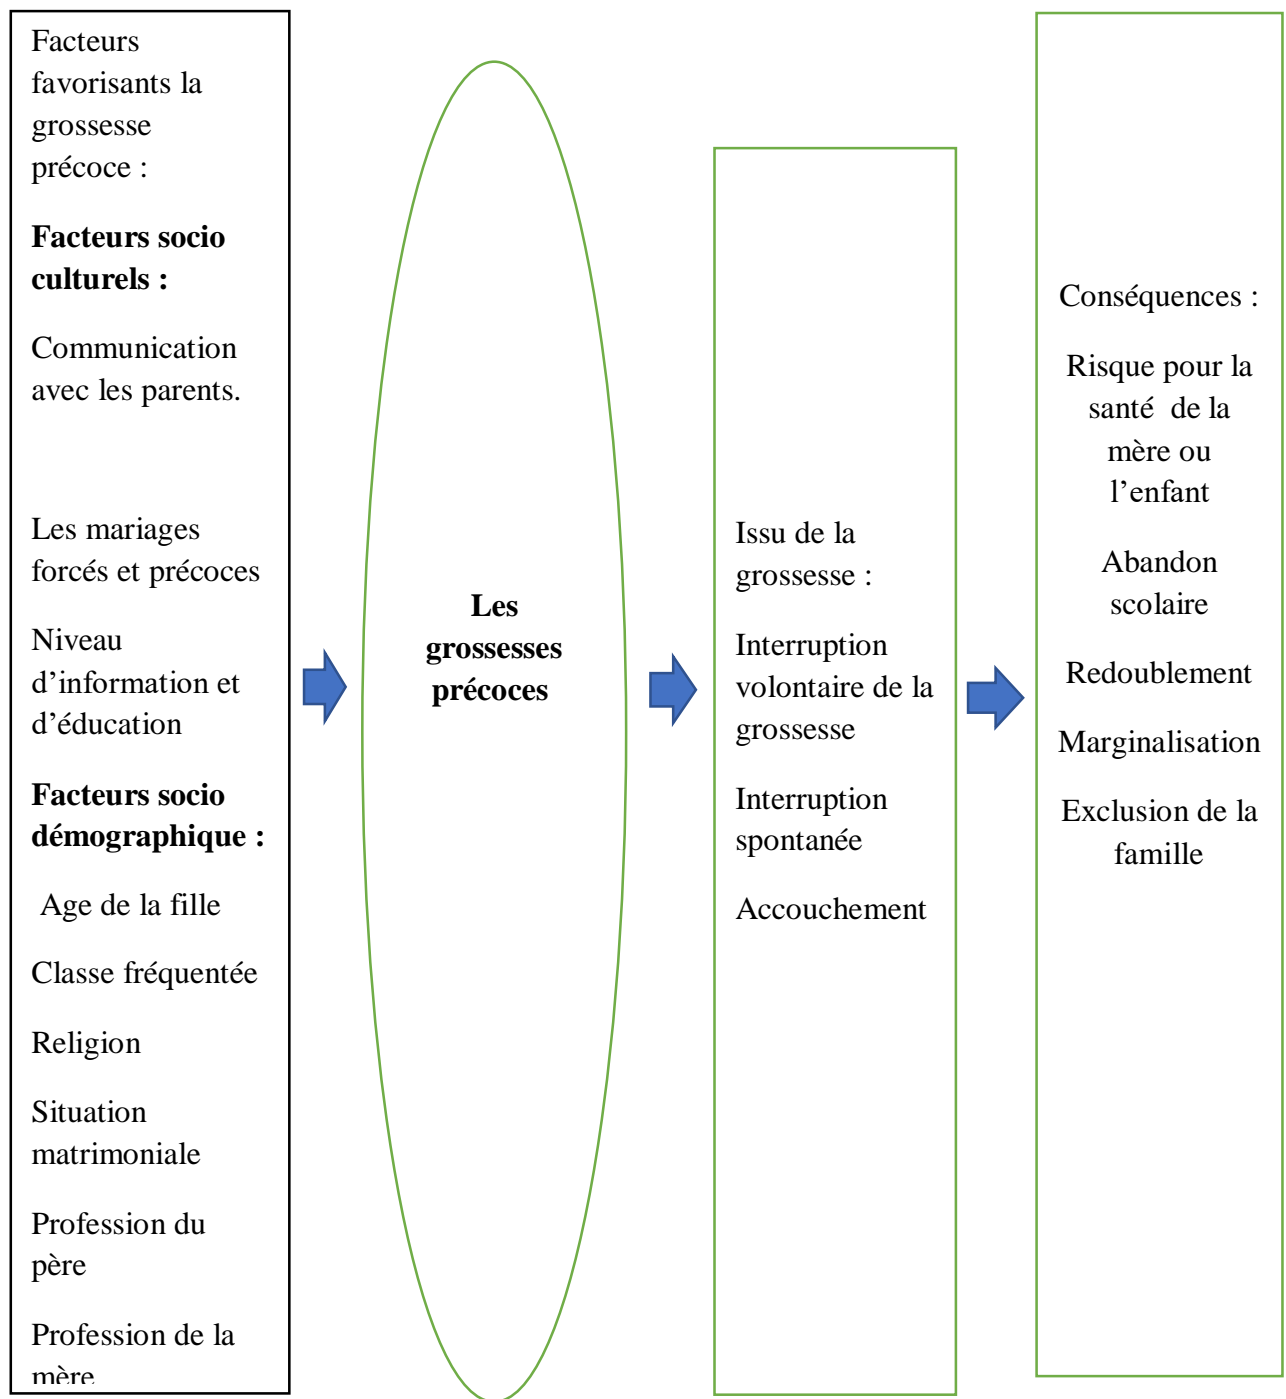 Facteurs
favorisants la
grossesse
précoce :
Facteurs socio
culturels :
Communication
avec les parents.
Les mariages
forcés et précoces
Niveau
d’information et
d’éducation
Facteurs socio
démographique :
Age de la fille
Classe fréquentée
Religion
Situation
matrimoniale
Profession du
père
Profession de la
mère
Les
grossesses
précoces
Issu de la
grossesse :
Interruption
volontaire de la
grossesse
Interruption
spontanée
Accouchement
Conséquences :
Risque pour la
santé  de la
mère ou
l’enfant
Abandon
scolaire
Redoublement
Marginalisation
Exclusion de la
famille